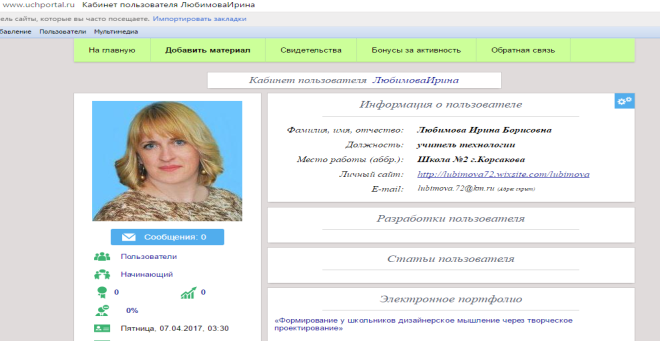 www.uchportal.ru Кабинет пользователя ЛюбимоваИрина
ель сайты, которые вы часто посещаете. Импортировать закладки
бавление Пользователи Мультимедиа
На главную Добавить материал Свидетельства Бонусы за активность Обратная связь
Кабинет пользователя ЛюбимоваИрина
Сообщения: 0
Пользователи
Начинающий
0 0
0%
Пятница, 07.04.2017, 03:30
Информация о пользователе
Фамилия, имя, отчество: Любимова Ирина Борисовна
Должность: учитель технологии
Место работы (аббр.): Школа №2 г.Корсакова
Личный сайт: http://lubimova72.wixsite.com/lubimova
E-mail: lubimova.72@km.ru (Адрес скрыт)
Разработки пользователя
Статьи пользователя
Электронное портфолио
«Формирование у школьников дизайнерское мышление через творческое
проектирование»